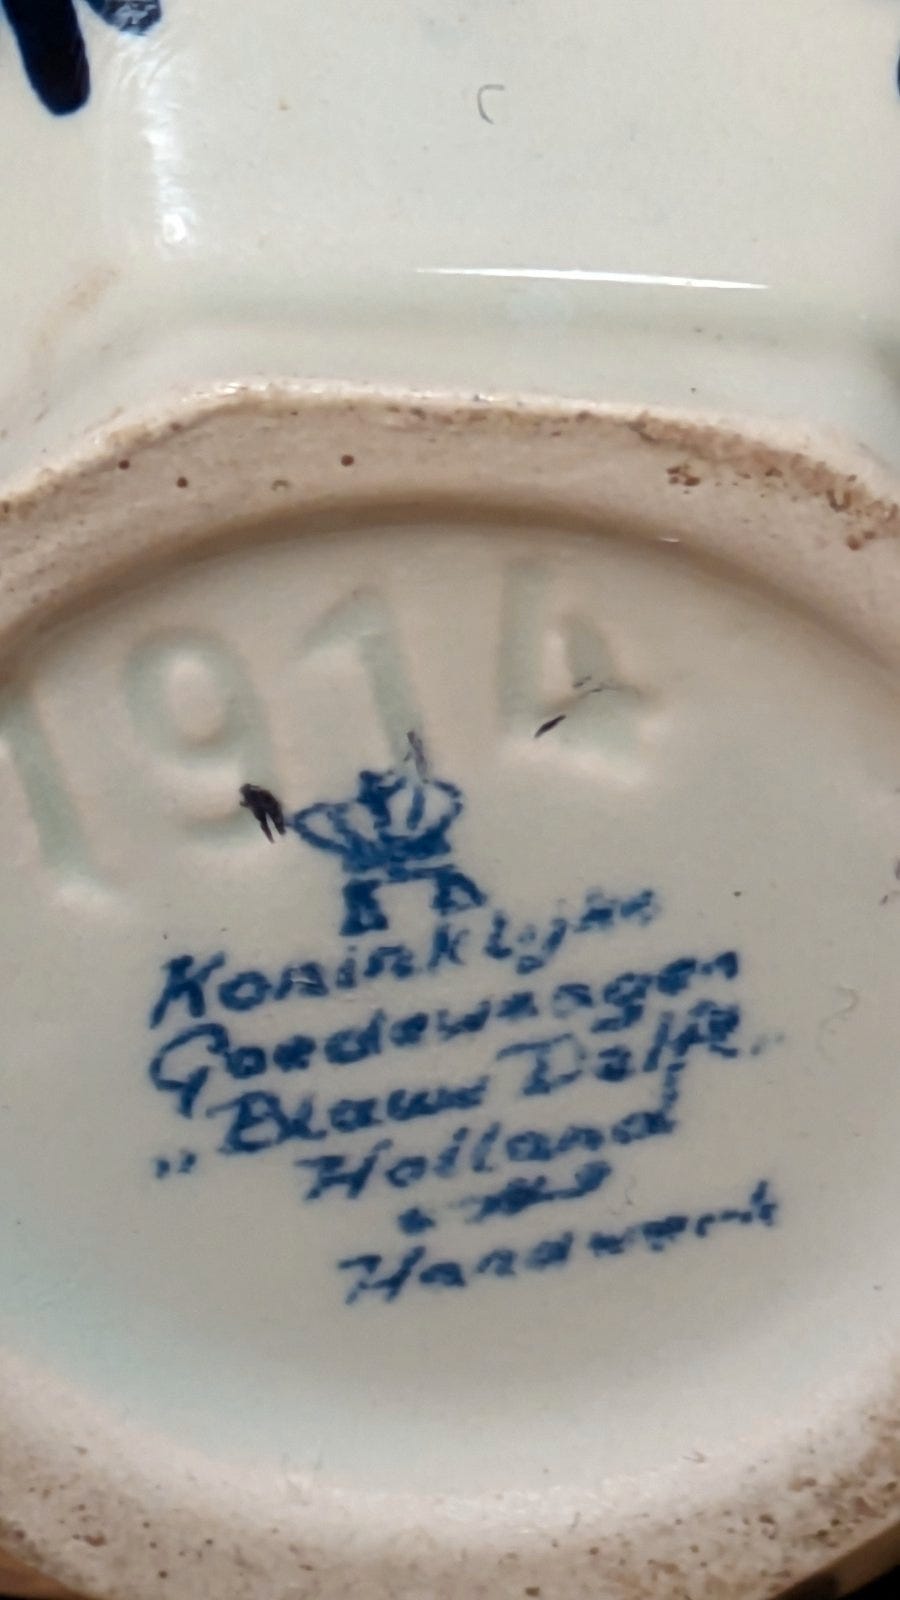 1914
Koninklijke
Goedewaagen
„Blauw Delft„
Holland
Handwerk